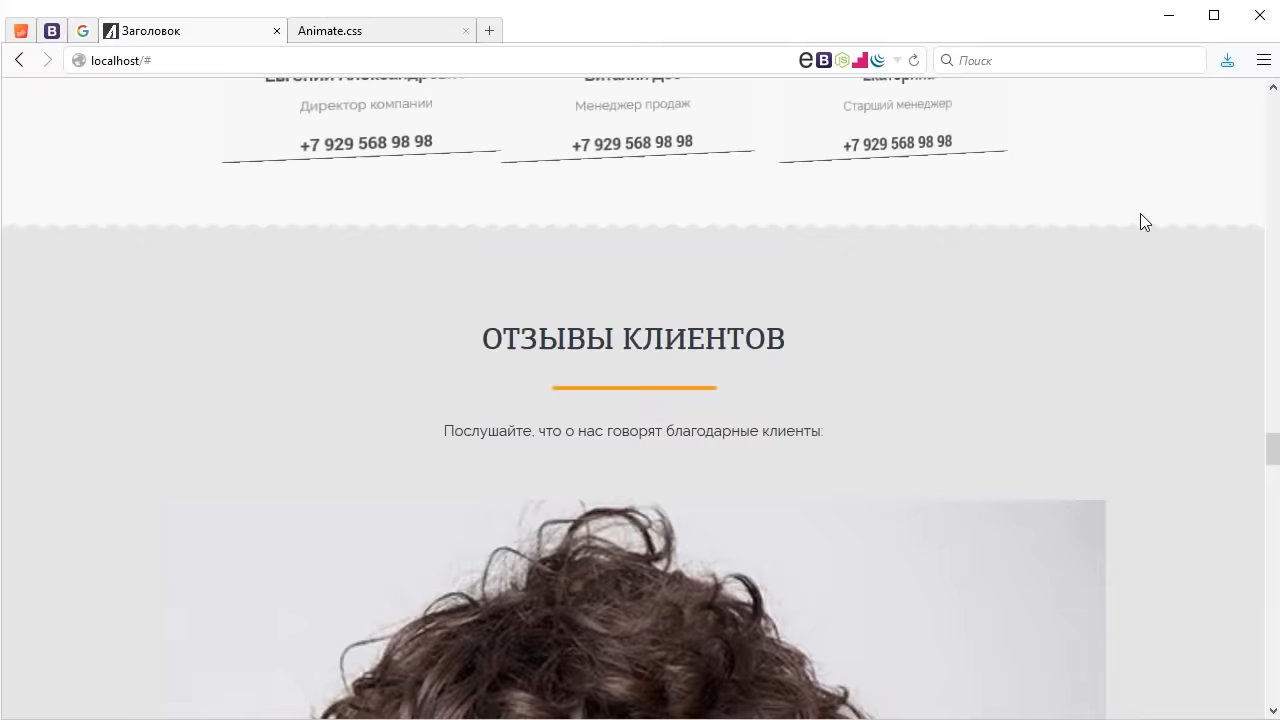 Заголовок
Animate.css
localhost/#
Поиск
Директор компании
Менеджер продаж
Старший менеджер
+7 929 568 98 98
+7 929 568 98 98
+7 929 568 98 98
ОТЗЫВЫ КЛИЕНТОВ
Послушайте, что о нас говорят благодарные клиенты: